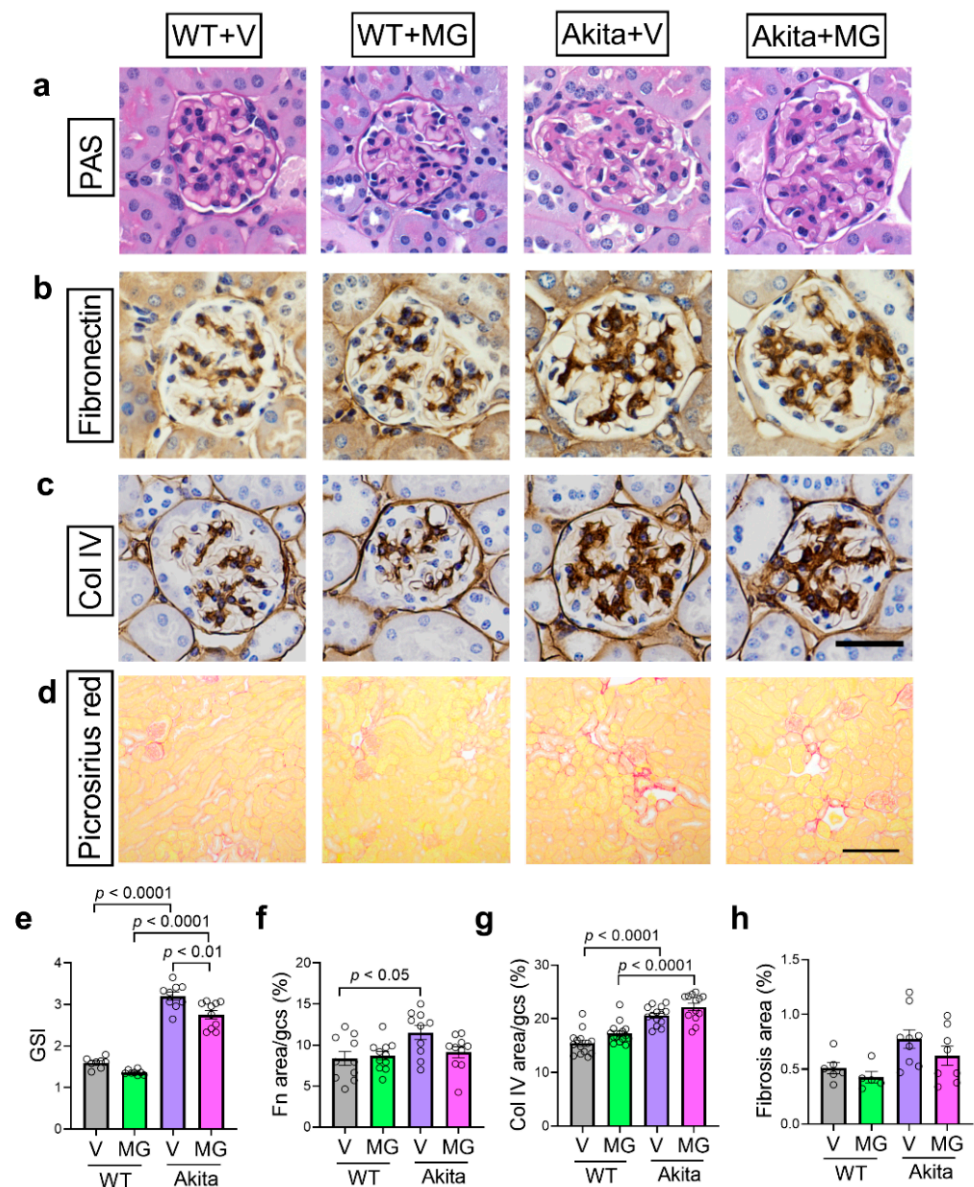 WT+V WT+MG Akita+V Akita+MG
a
PAS
b
Fibronectin
c
Col IV
d
Picrosirius red
e
p < 0.0001
p < 0.0001
p < 0.01
GSI
4
3
2
1
0
V MG V MG
WT Akita
f
p < 0.05
Fn area/gcs (%)
20
15
10
5
0
V MG V MG
WT Akita
g
p < 0.0001
p < 0.0001
Col IV area/gcs (%)
30
20
10
0
V MG V MG
WT Akita
h
Fibrosis area (%)
1.5
1.0
0.5
0.0
V MG V MG
WT Akita